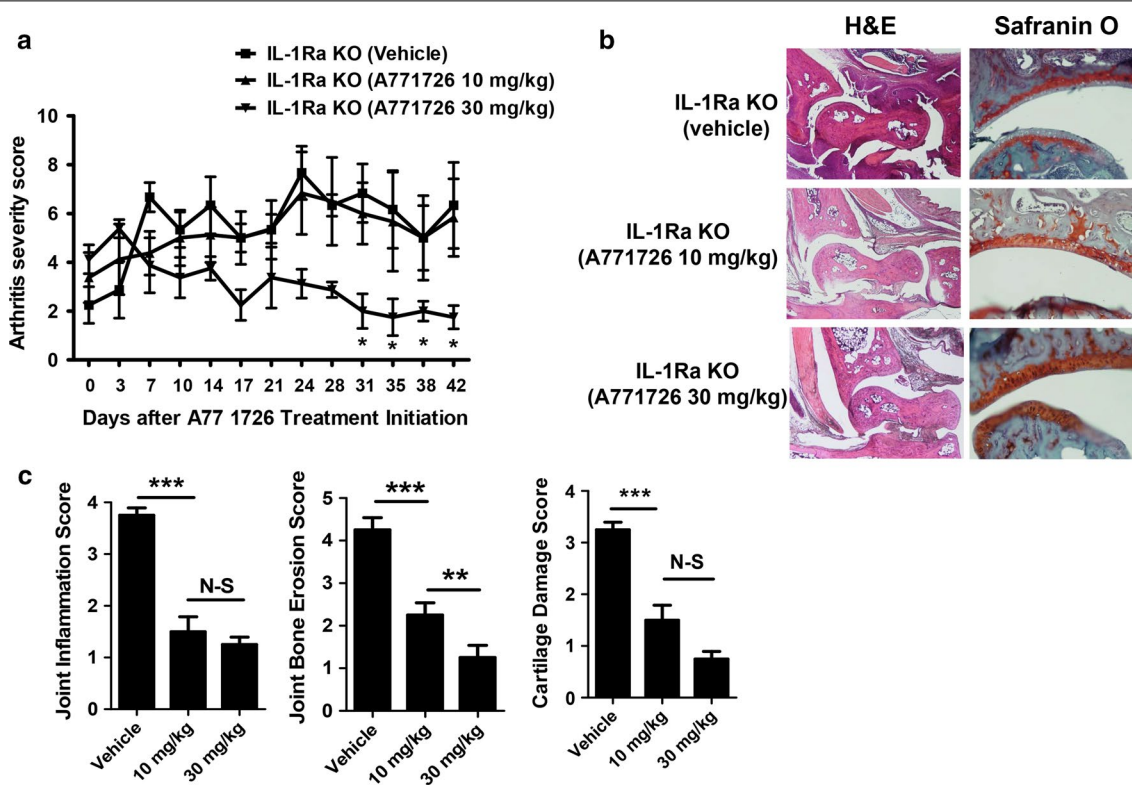 a
IL-1Ra KO (Vehicle)
IL-1Ra KO (A771726 10 mg/kg)
IL-1Ra KO (A771726 30 mg/kg)
Arthritis severity score
10
8
6
4
2
0
* * * *
0 3 7 10 14 17 21 24 28 31 35 38 42
Days after A77 1726 Treatment Initiation
b
H&E Safranin O
IL-1Ra KO
(vehicle)
IL-1Ra KO
(A771726 10 mg/kg)
IL-1Ra KO
(A771726 30 mg/kg)
c
Joint Inflammation Score
4
3
2
1
0
***
N-S
Vehicle
10 mg/kg
30 mg/kg
Joint Bone Erosion Score
5
4
3
2
1
0
***
**
Vehicle
10 mg/kg
30 mg/kg
Cartilage Damage Score
4
3
2
1
0
***
N-S
Vehicle
10 mg/kg
30 mg/kg